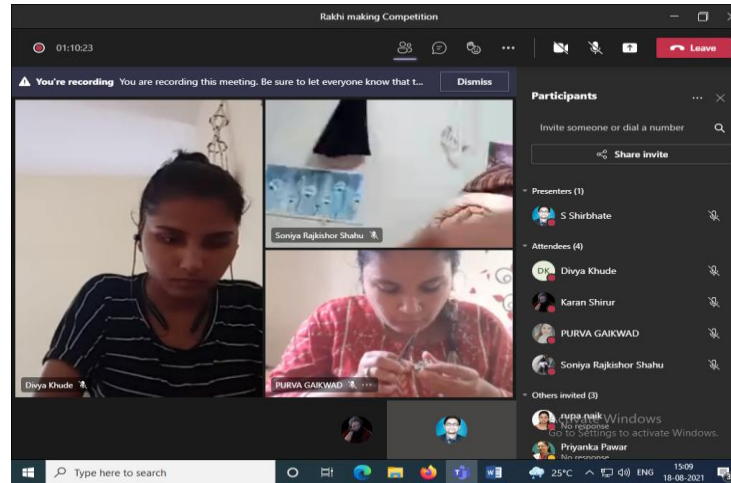 Rakhi making Competition
01:10:23
Leave
You're recording You are recording this meeting. Be sure to let everyone know that t...
Dismiss
Participants
Invite someone or dial a number
Share invite
Presenters (1)
S Shirbhate
Attendees (4)
DK
Divya Khude
Karan Shirur
PURVA GAIKWAD
Soniya Rajkishor Shahu
Others invited (3)
rupa naik
No response
Priyanka Pawar
No response
Soniya Rajkishor Shahu
Divya Khude
PURVA GAIKWAD
Activate Windows
Go to Settings to activate Windows.
Type here to search
25°C
ENG
15:09
18-08-2021